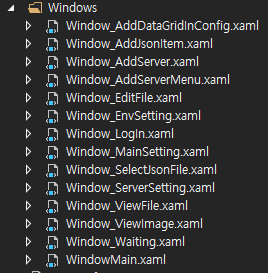 Windows
Window_AddDataGridInConfig.xaml
Window_AddJsonItem.xaml
Window_AddServer.xaml
Window_AddServerMenu.xaml
Window_EditFile.xaml
Window_EnvSetting.xaml
Window_LogIn.xaml
Window_MainSetting.xaml
Window_SelectJsonFile.xaml
Window_ServerSetting.xaml
Window_ViewFile.xaml
Window_ViewImage.xaml
Window_Waiting.xaml
WindowMain.xaml